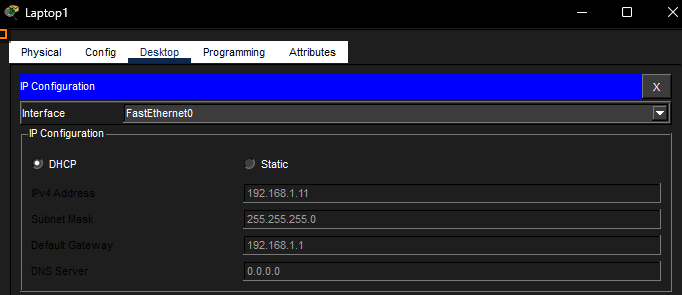 Laptop1
Physical Config Desktop Programming Attributes
IP Configuration
X
Interface FastEthernet0
IP Configuration
DHCP Static
IPv4 Address 192.168.1.11
Subnet Mask 255.255.255.0
Default Gateway 192.168.1.1
DNS Server 0.0.0.0